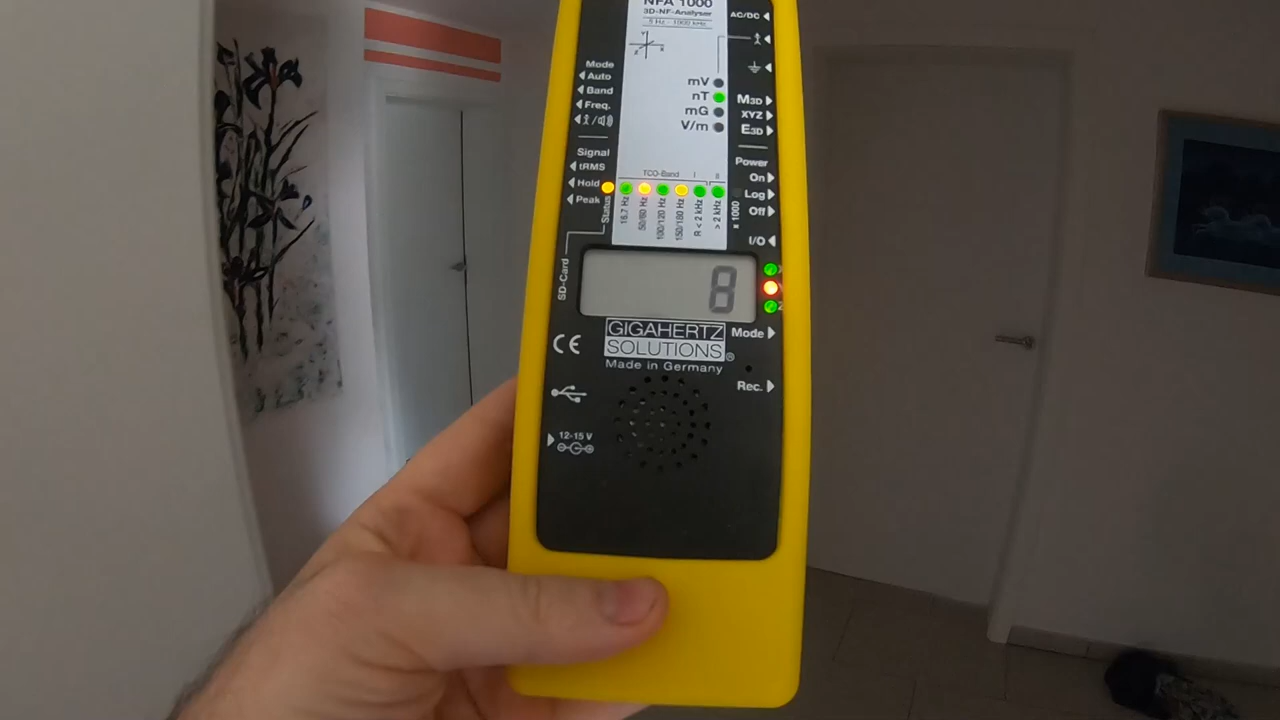 NFA 1000
3D-NF-Analyser
5 Hz - 1000 kHz
Y
Z X
AC/DC
Mode
Auto
Band
Freq.
mV
nT
mG
V/m
M3D
XYZ
E3D
Signal
tRMS
Hold
Peak
Status
TCO-Band I II
16.7 Hz
50/60 Hz
100/120 Hz
150/180 Hz
R < 2 kHz
> 2 kHz
x 1000
Power
On
Log
Off
I/O
SD-Card
8
GIGAHERTZ
SOLUTIONS®
Made in Germany
Mode
CE
Rec.
12-15 V